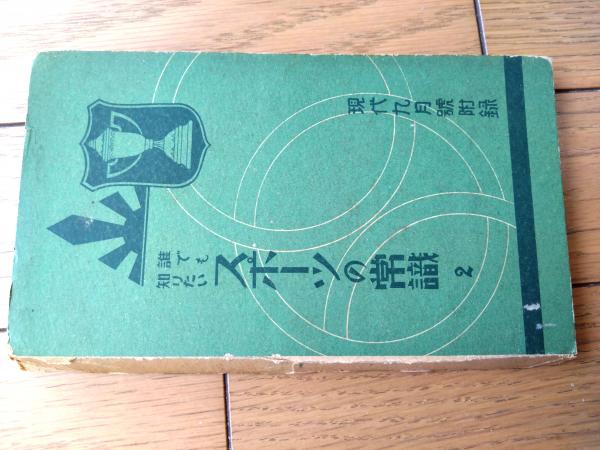 現代九月號附録
誰でも
知りたい
スポーツの常識
2